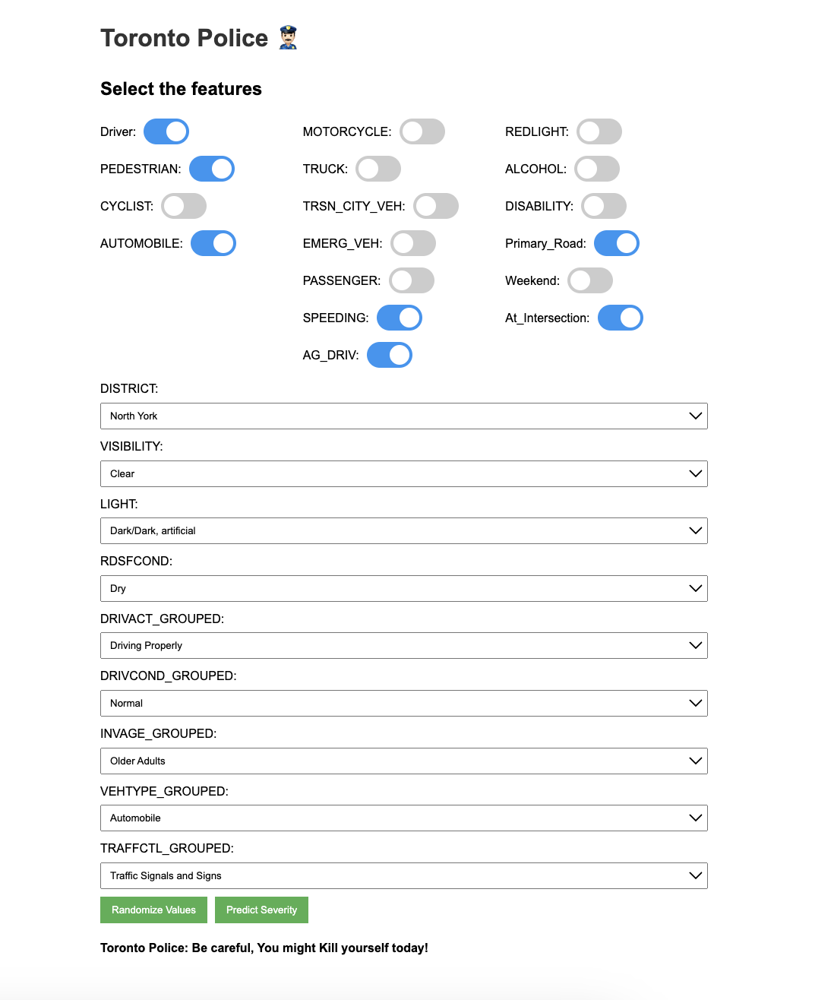 Toronto Police 👮🏻‍♂️
Select the features
Driver:
PEDESTRIAN:
CYCLIST:
AUTOMOBILE:
MOTORCYCLE:
TRUCK:
TRSN_CITY_VEH:
EMERG_VEH:
PASSENGER:
SPEEDING:
AG_DRIV:
REDLIGHT:
ALCOHOL:
DISABILITY:
Primary_Road:
Weekend:
At_Intersection:
DISTRICT:
North York
VISIBILITY:
Clear
LIGHT:
Dark/Dark, artificial
RDSFCOND:
Dry
DRIVACT_GROUPED:
Driving Properly
DRIVCOND_GROUPED:
Normal
INVAGE_GROUPED:
Older Adults
VEHTYPE_GROUPED:
Automobile
TRAFFCTL_GROUPED:
Traffic Signals and Signs
Randomize Values
Predict Severity
Toronto Police: Be careful, You might Kill yourself today!